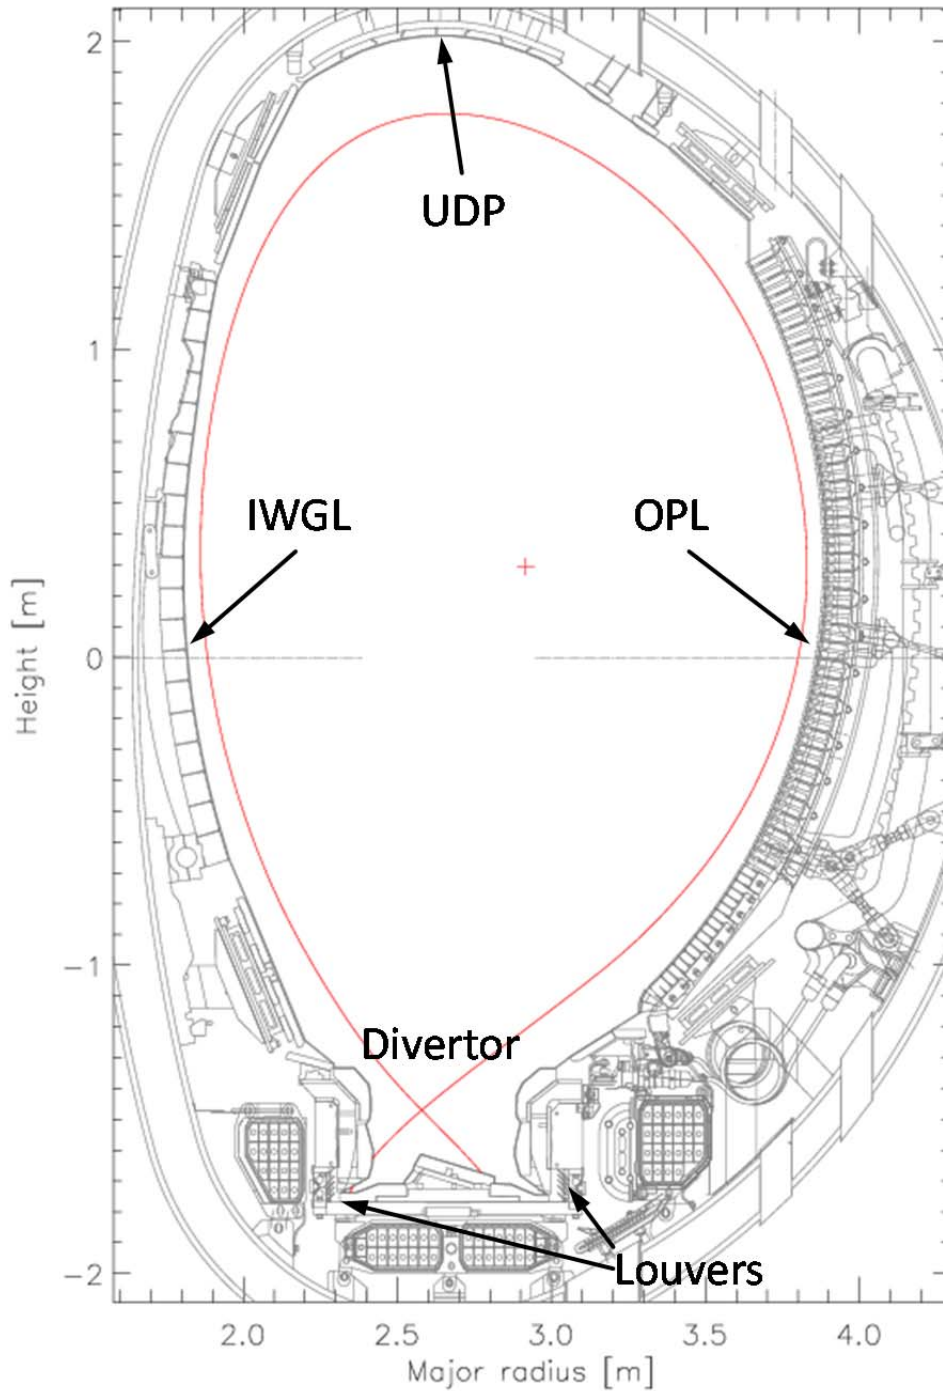 2
UDP
1
IWGL
OPL
Height [m]
0
−1
Divertor
Louvers
−2
2.0 2.5 3.0 3.5 4.0
Major radius [m]